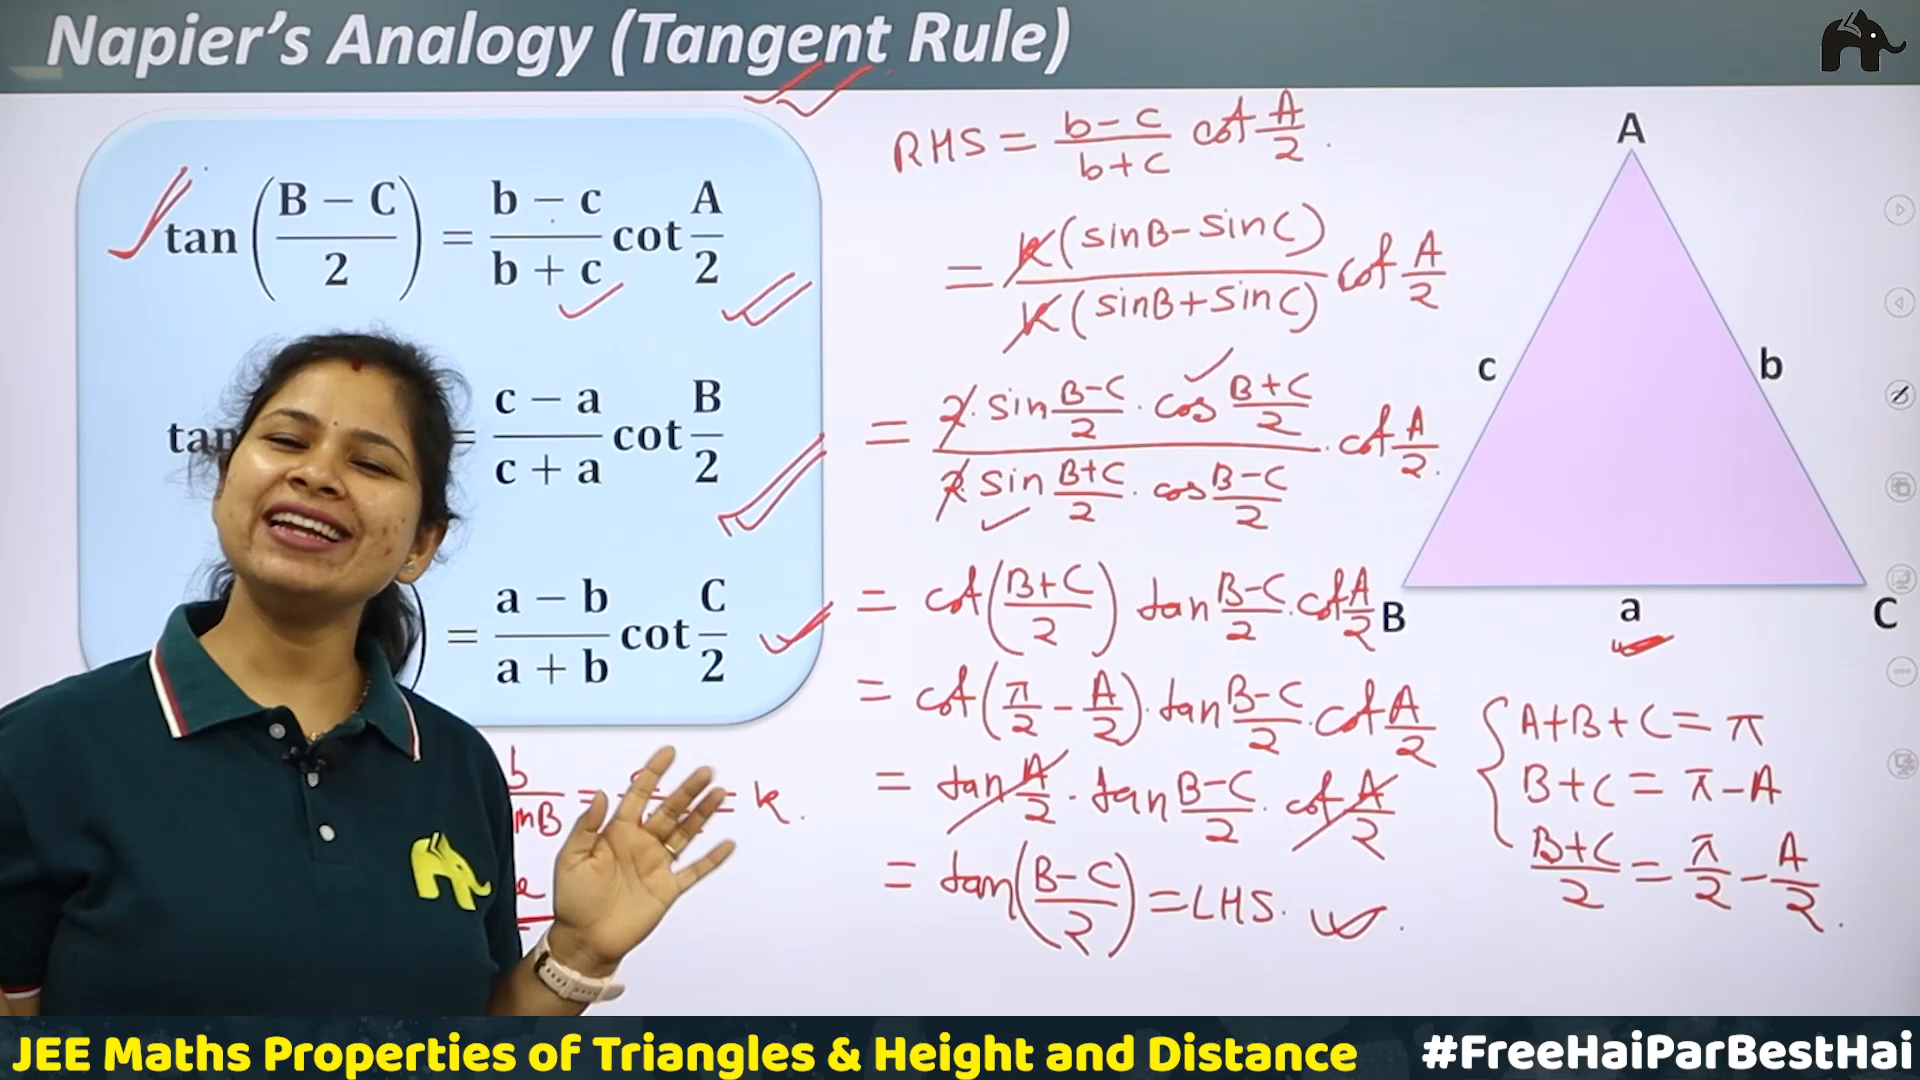 Napier's Analogy (Tangent Rule)
tan (B − C / 2) = b − c / b + c cot A/2
tan = c − a / c + a cot B/2
) = a − b / a + b cot C/2
b / sinB = = k.
RHS = b−c / b+c cot A/2.
= K(sinB−sinC) / K(sinB+sinC) cot A/2
= 2.sin B−C/2 . cos B+C/2 / 2 sin B+C/2 . cos B−C/2 . cot A/2.
= cot(B+C/2) tan B−C/2 . cot A/2
= cot(π/2 − A/2) . tan B−C/2 . cot A/2
= tan A/2 . tan B−C/2 . cot A/2
= tan(B−C/2) = LHS.
A
c
b
B
a
C
A+B+C = π
B+C = π−A
B+C/2 = π/2 − A/2.
JEE Maths Properties of Triangles & Height and Distance
#FreeHaiParBestHai